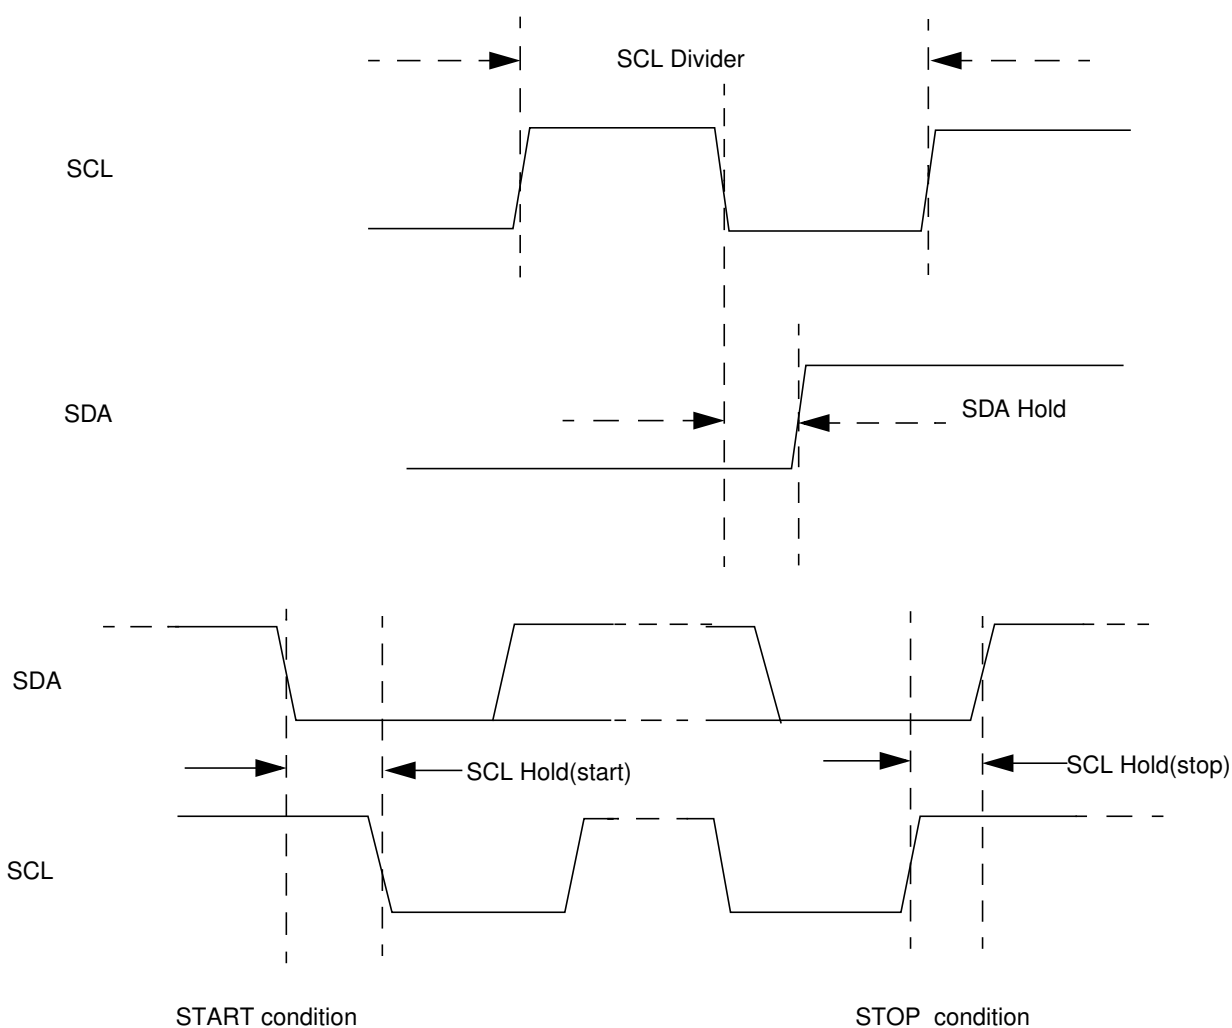 SCL Divider
SCL
SDA
SDA Hold
SDA
SCL Hold(start)
SCL Hold(stop)
SCL
START condition
STOP condition